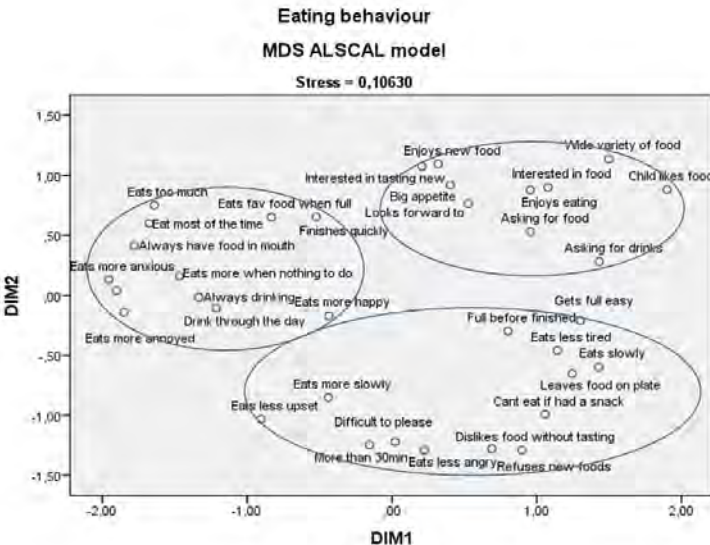 Eating behaviour
MDS ALSCAL model
Stress = 0,10630
1,50
1,00
,50
,00
-,50
-1,00
-1,50
DIM2
Enjoys new food
Wide variety of food
Interested in tasting new
Interested in food
Child likes food
Big appetite
Enjoys eating
Looks forward to
Asking for food
Asking for drinks
Eats too much
Eats fav food when full
Eat most of the time
Finishes quickly
Always have food in mouth
Eats more anxious
Eats more when nothing to do
Always drinking
Eats more happy
Drink through the day
Eats more annoyed
Gets full easy
Full before finished
Eats less tired
Eats slowly
Leaves food on plate
Eats more slowly
Cant eat if had a snack
Eats less upset
Difficult to please
Dislikes food without tasting
More than 30min
Eats less angry
Refuses new foods
-2,00
-1,00
,00
1,00
2,00
DIM1